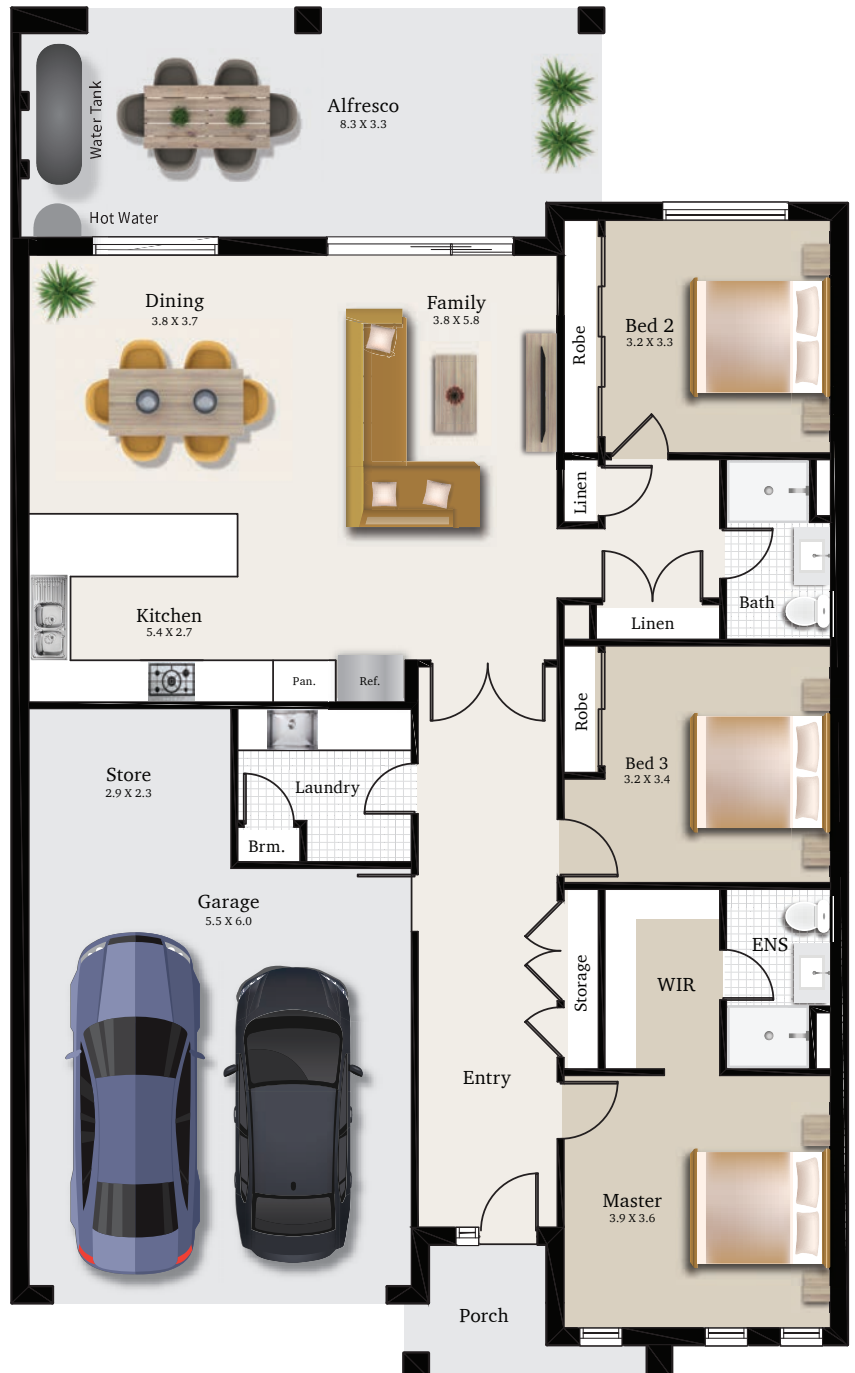 Water Tank
Alfresco
8.3 X 3.3
Hot Water
Dining
3.8 X 3.7
Family
3.8 X 5.8
Robe
Bed 2
3.2 X 3.3
Linen
Kitchen
5.4 X 2.7
Linen
Bath
Pan.
Ref.
Robe
Bed 3
3.2 X 3.4
Store
2.9 X 2.3
Laundry
Brm.
Garage
5.5 X 6.0
Storage
WIR
ENS
Entry
Master
3.9 X 3.6
Porch